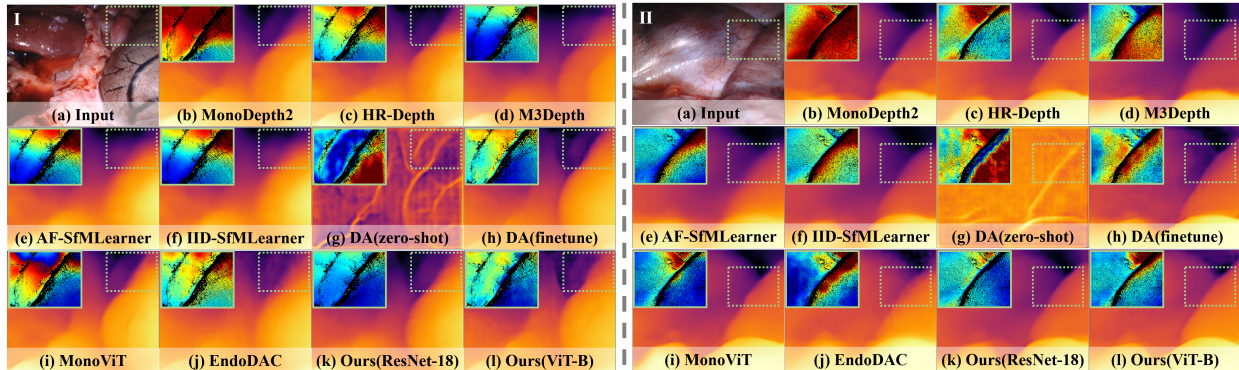 I
(a) Input
(b) MonoDepth2
(c) HR-Depth
(d) M3Depth
(e) AF-SfMLearner
(f) IID-SfMLearner
(g) DA(zero-shot)
(h) DA(finetune)
(i) MonoViT
(j) EndoDAC
(k) Ours(ResNet-18)
(l) Ours(ViT-B)
II
(a) Input
(b) MonoDepth2
(c) HR-Depth
(d) M3Depth
(e) AF-SfMLearner
(f) IID-SfMLearner
(g) DA(zero-shot)
(h) DA(finetune)
(i) MonoViT
(j) EndoDAC
(k) Ours(ResNet-18)
(l) Ours(ViT-B)